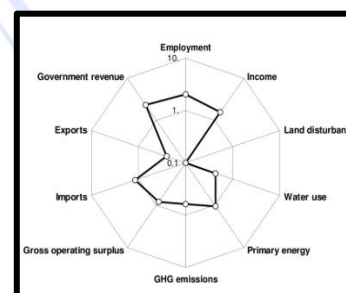 Employment
10.
Government revenue
Income
1.
Exports
Land disturban
0.1
Imports
Water use
Gross operating surplus
Primary energy
GHG emissions